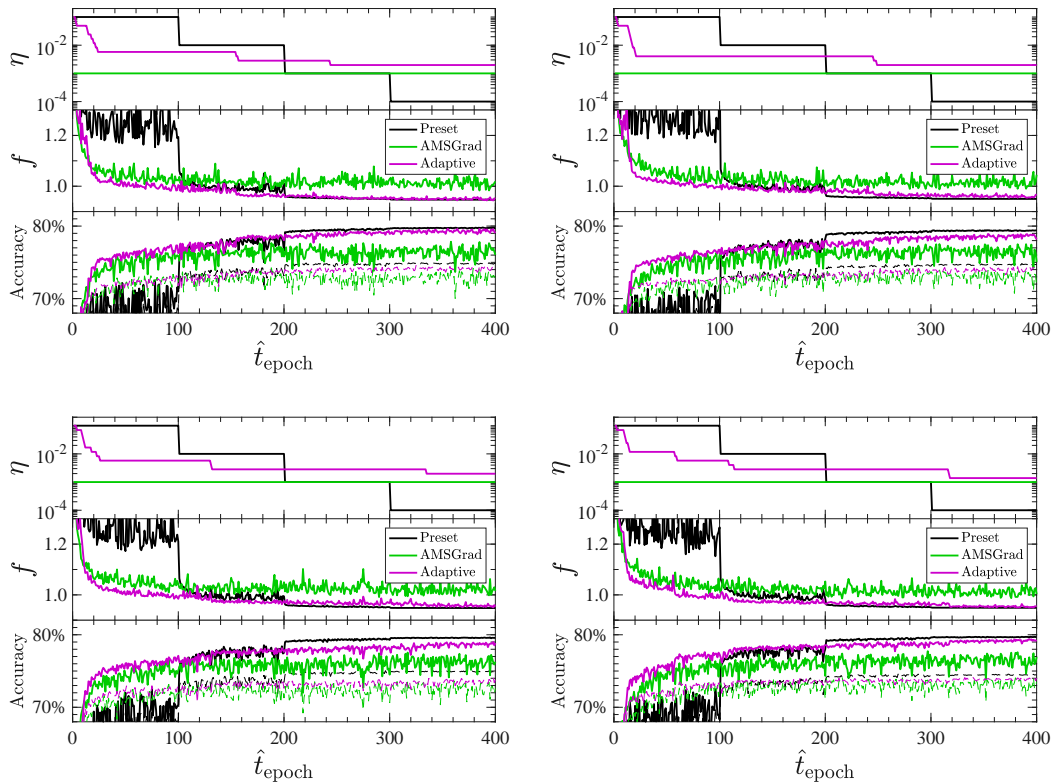 η
10⁻²
10⁻⁴
f
1.2
1.0
Preset
AMSGrad
Adaptive
Accuracy
80%
70%
0 100 200 300 400
t̂epoch
η
10⁻²
10⁻⁴
f
1.2
1.0
Preset
AMSGrad
Adaptive
Accuracy
80%
70%
0 100 200 300 400
t̂epoch
η
10⁻²
10⁻⁴
f
1.2
1.0
Preset
AMSGrad
Adaptive
Accuracy
80%
70%
0 100 200 300 400
t̂epoch
η
10⁻²
10⁻⁴
f
1.2
1.0
Preset
AMSGrad
Adaptive
Accuracy
80%
70%
0 100 200 300 400
t̂epoch